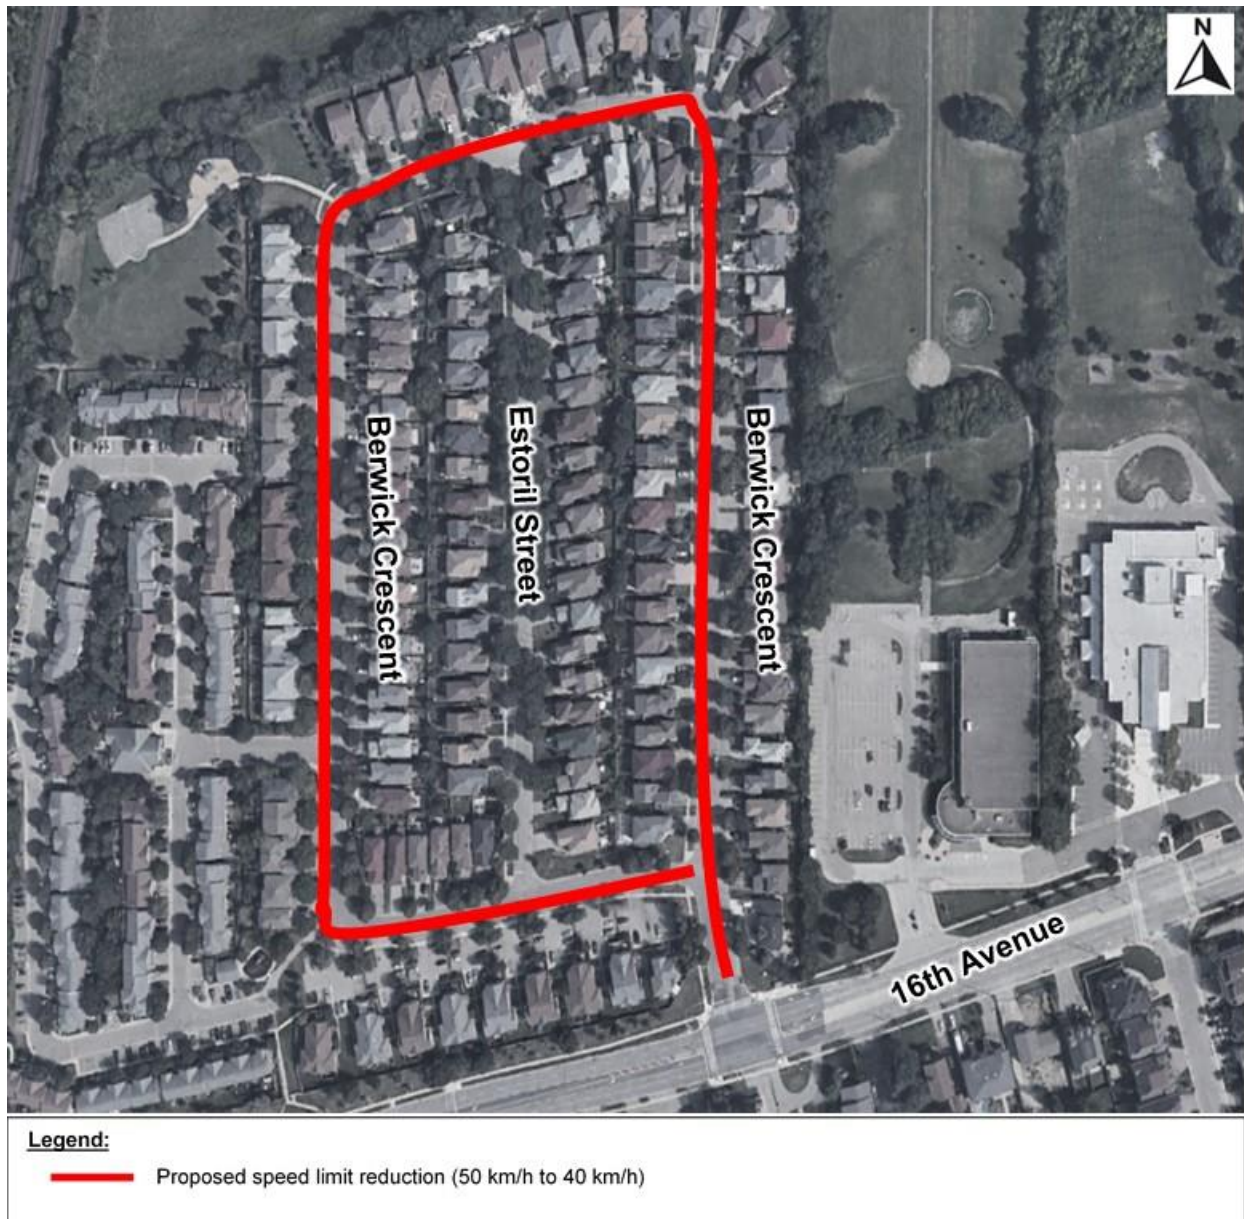 N
Berwick Crescent
Estoril Street
Berwick Crescent
16th Avenue
Legend:
Proposed speed limit reduction (50 km/h to 40 km/h)